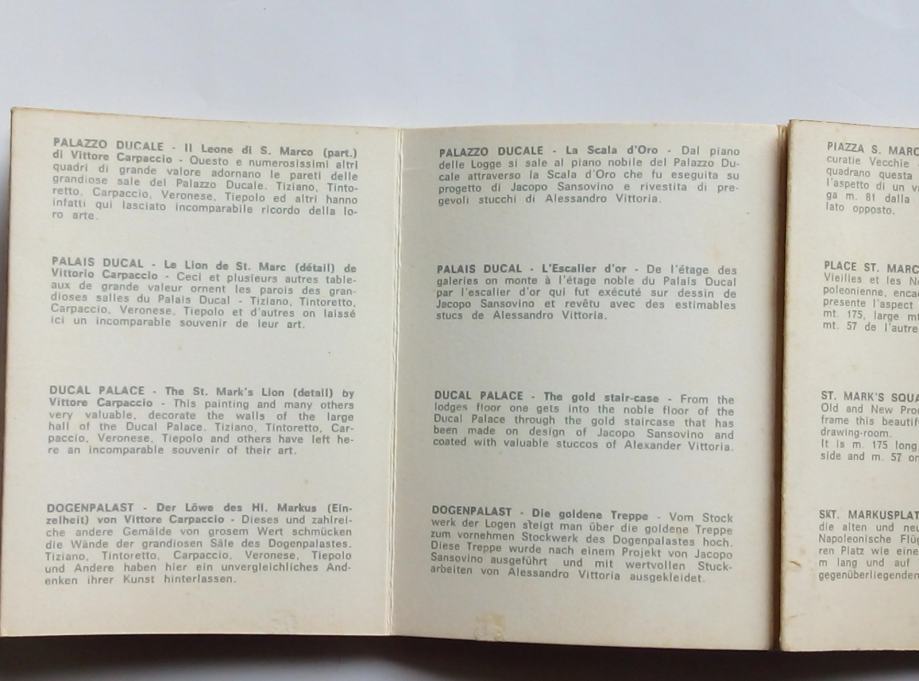 PALAZZO DUCALE - Il Leone di S. Marco (part.)
di Vittore Carpaccio - Questo e numerosissimi altri
quadri di grande valore adornano le pareti delle
grandiose sale del Palazzo Ducale. Tiziano, Tinto-
retto, Carpaccio, Veronese, Tiepolo ed altri hanno
infatti qui lasciato incomparabile ricordo della lo-
ro arte.
PALAIS DUCAL - Le Lion de St. Marc (détail) de
Vittorio Carpaccio - Ceci et plusieurs autres table-
aux de grande valeur ornent les parois des gran-
dioses salles du Palais Ducal - Tiziano, Tintoretto,
Carpaccio, Veronese, Tiepolo et d'autres on laissé
ici un incomparable souvenir de leur art.
DUCAL PALACE - The St. Mark's Lion (detail) by
Vittore Carpaccio - This painting and many others
very valuable, decorate the walls of the large
hall of the Ducal Palace. Tiziano, Tintoretto, Car-
paccio, Veronese, Tiepolo and others have left he-
re an incomparable souvenir of their art.
DOGENPALAST - Der Löwe des Hl. Markus (Ein-
zelheit) von Vittore Carpaccio - Dieses und zahlrei-
che andere Gemälde von grosem Wert schmücken
die Wände der grandiosen Säle des Dogenpalastes.
Tiziano, Tintoretto, Carpaccio, Veronese, Tiepolo
und Andere haben hier ein unvergleichliches And-
enken ihrer Kunst hinterlassen.
PALAZZO DUCALE - La Scala d'Oro - Dal piano
delle Logge si sale al piano nobile del Palazzo Du-
cale attraverso la Scala d'Oro che fu eseguita su
progetto di Jacopo Sansovino e rivestita di pre-
gevoli stucchi di Alessandro Vittoria.
PALAIS DUCAL - L'Escalier d'or - De l'étage des
galeries on monte à l'étage noble du Palais Ducal
par l'escalier d'or qui fut exécuté sur dessin de
Jacopo Sansovino et revêtu avec des estimables
stucs de Alessandro Vittoria.
DUCAL PALACE - The gold stair-case - From the
lodges floor one gets into the noble floor of the
Ducal Palace through the gold staircase that has
been made on design of Jacopo Sansovino and
coated with valuable stuccos of Alexander Vittoria.
DOGENPALAST - Die goldene Treppe - Vom Stock
werk der Logen steigt man über die goldene Treppe
zum vornehmen Stockwerk des Dogenpalastes hoch.
Diese Treppe wurde nach einem Projekt von Jacopo
Sansovino ausgeführt und mit wertvollen Stuck-
arbeiten von Alessandro Vittoria ausgekleidet.
PIAZZA S. MARC
curatie Vecchie
quadrano questa
l'aspetto di un v
ga m. 81 dalla
lato opposto.
PLACE ST. MARC
Vieilles et les No
poleonienne, enca
presente l'aspect
mt. 175, large mt
mt. 57 de l'autre
ST. MARK'S SQUA
Old and New Pro
frame this beautif
drawing-room.
It is m. 175 long
side and m. 57 on
SKT. MARKUSPLAT
die alten und neu
Napoleonische Flüg
ren Platz wie eine
m lang und auf
gegenüberliegenden